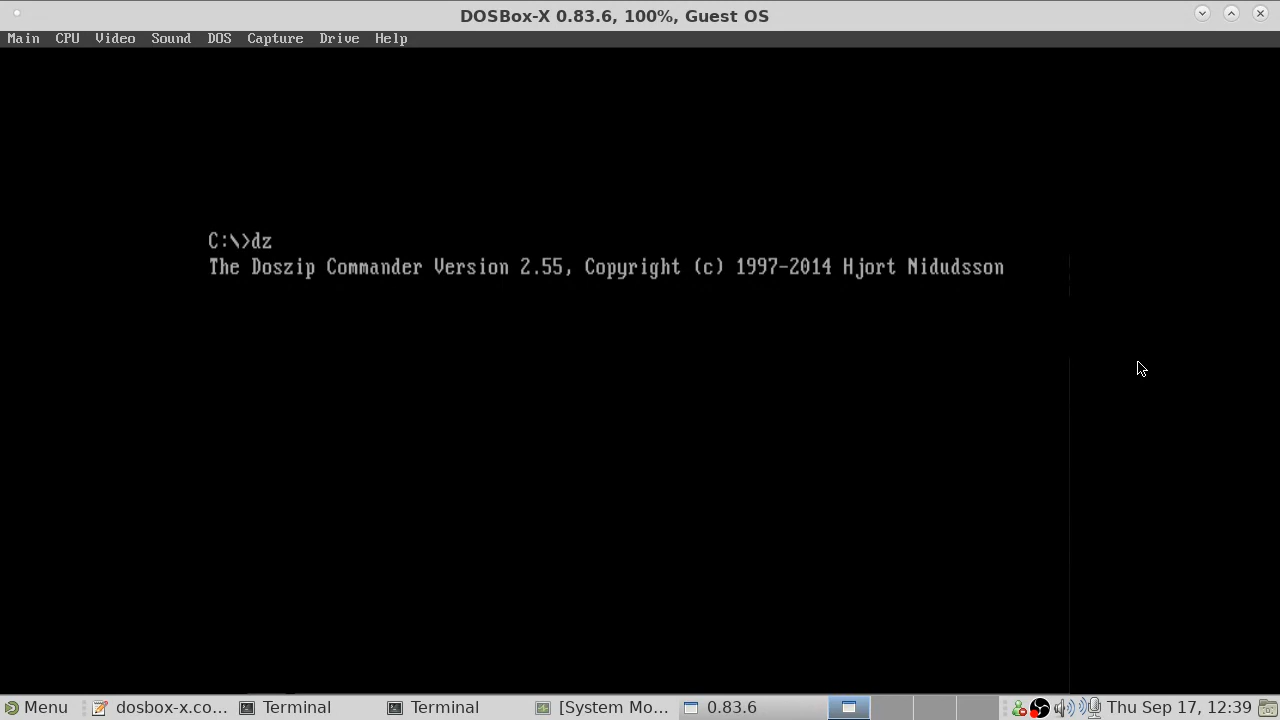 DOSBox-X 0.83.6, 100%, Guest OS
Main CPU Video Sound DOS Capture Drive Help
C:\>dz
The Doszip Commander Version 2.55, Copyright (c) 1997-2014 Hjort Nidudsson
Menu dosbox-x.co... Terminal Terminal [System Mo... 0.83.6 Thu Sep 17, 12:39